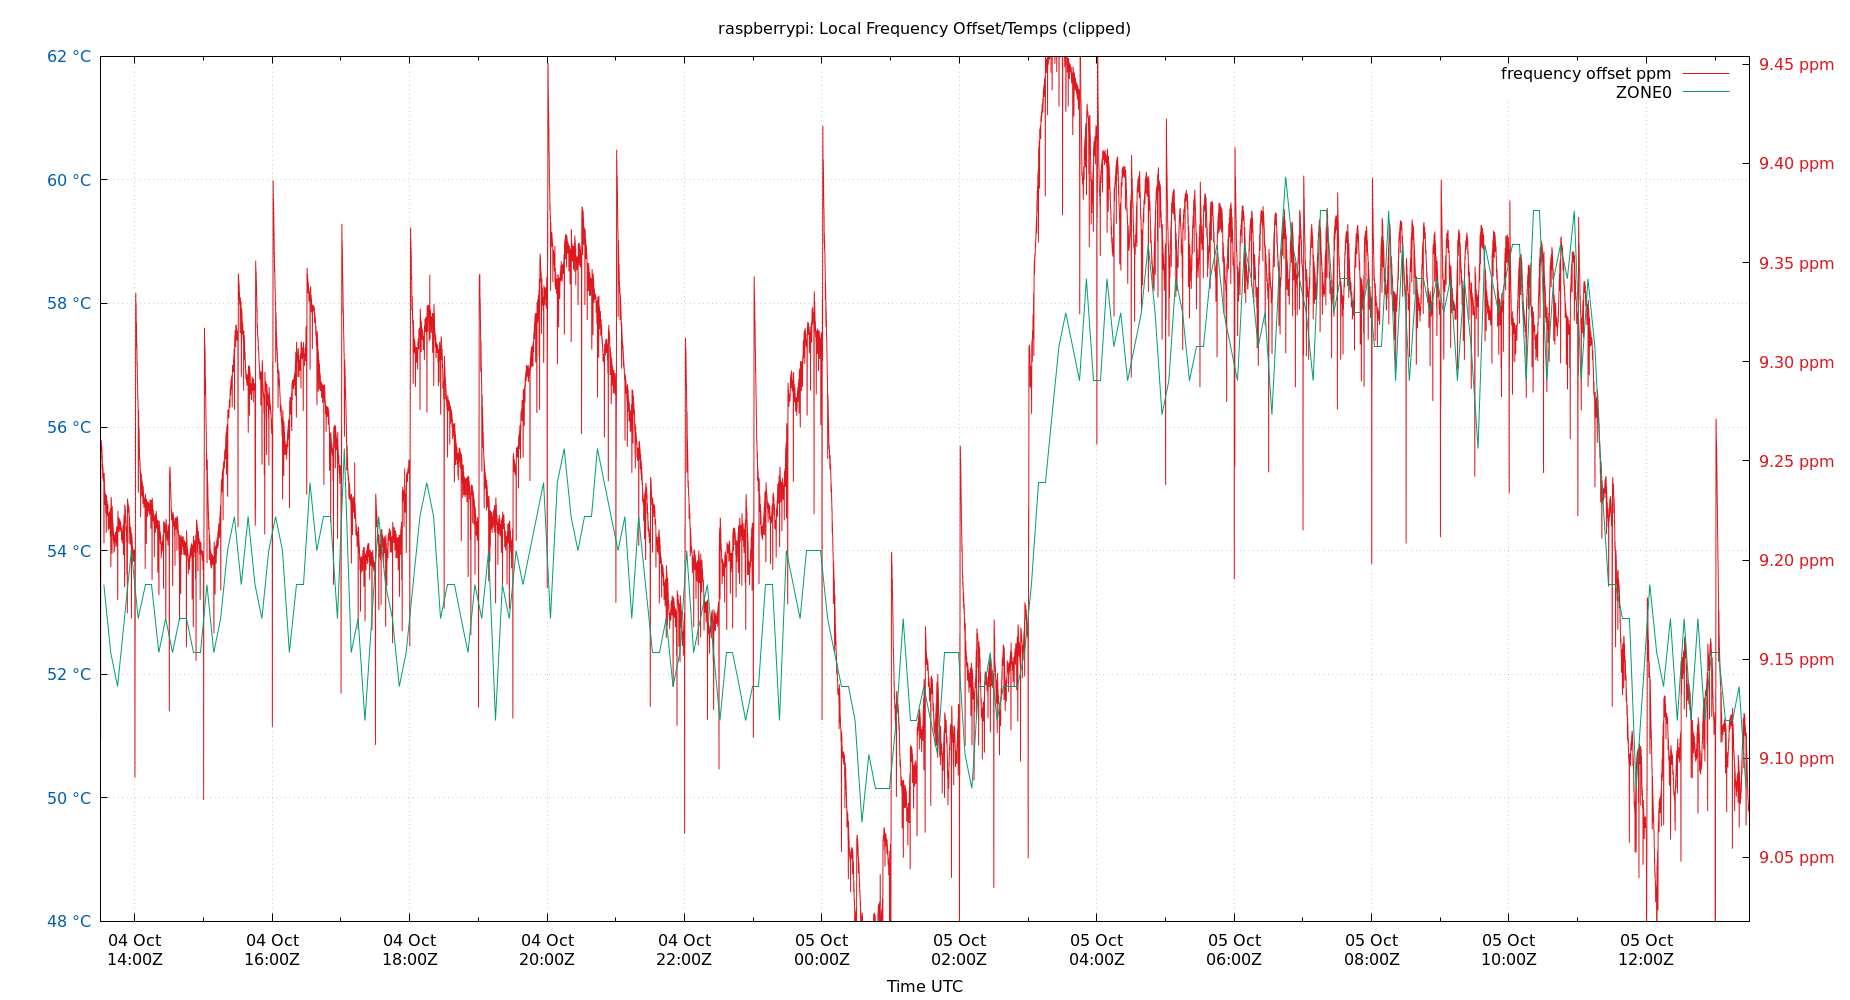 raspberrypi: Local Frequency Offset/Temps (clipped)
frequency offset ppm
ZONE0
62 °C
60 °C
58 °C
56 °C
54 °C
52 °C
50 °C
48 °C
9.45 ppm
9.40 ppm
9.35 ppm
9.30 ppm
9.25 ppm
9.20 ppm
9.15 ppm
9.10 ppm
9.05 ppm
04 Oct
14:00Z
04 Oct
16:00Z
04 Oct
18:00Z
04 Oct
20:00Z
04 Oct
22:00Z
05 Oct
00:00Z
05 Oct
02:00Z
05 Oct
04:00Z
05 Oct
06:00Z
05 Oct
08:00Z
05 Oct
10:00Z
05 Oct
12:00Z
Time UTC